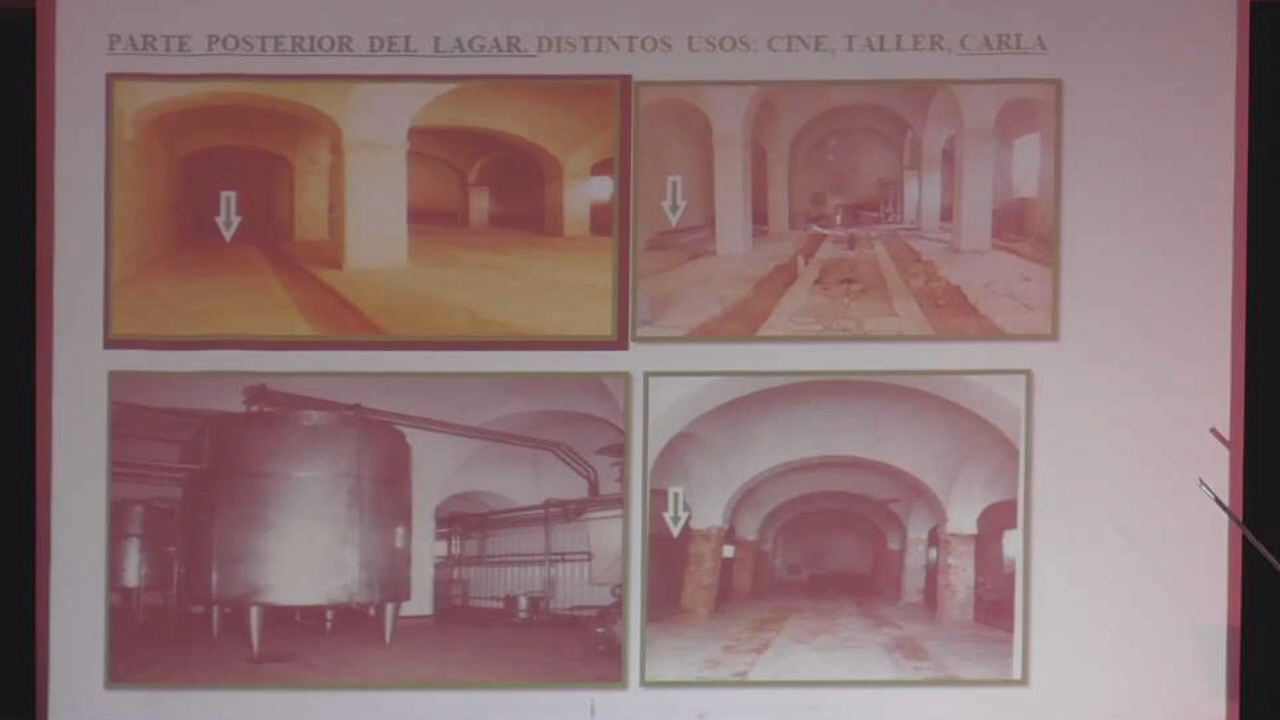 PARTE POSTERIOR DEL LAGAR. DISTINTOS USOS: CINE, TALLER, CARLA